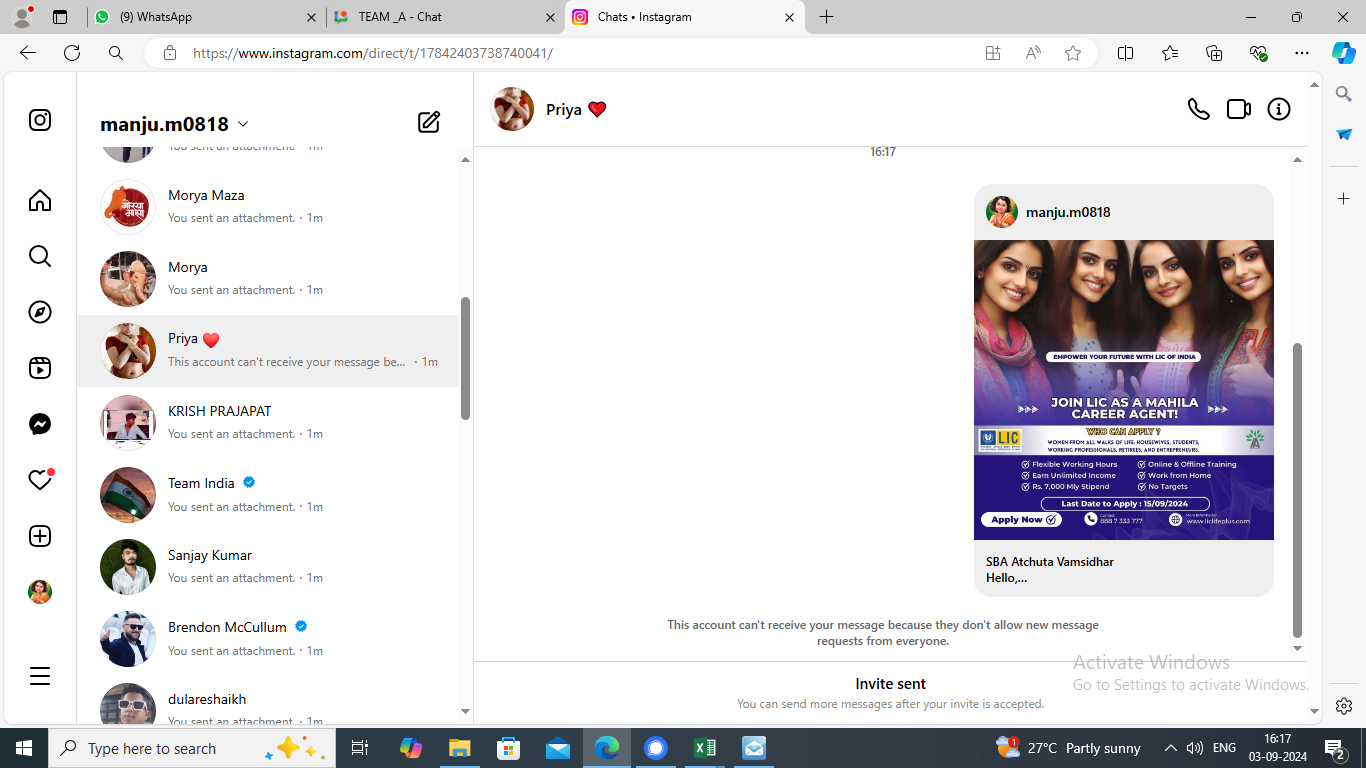 (9) WhatsApp
TEAM _A - Chat
Chats • Instagram
https://www.instagram.com/direct/t/17842403738740041/
manju.m0818
You sent an attachment. · 1m
Morya Maza
You sent an attachment. · 1m
Morya
You sent an attachment. · 1m
Priya ❤️
This account can't receive your message be... · 1m
KRISH PRAJAPAT
You sent an attachment. · 1m
Team India
You sent an attachment. · 1m
Sanjay Kumar
You sent an attachment. · 1m
Brendon McCullum
You sent an attachment. · 1m
dulareshaikh
You sent an attachment. · 1m
Priya ❤️
16:17
manju.m0818
EMPOWER YOUR FUTURE WITH LIC OF INDIA
JOIN LIC AS A MAHILA
CAREER AGENT!
WHO CAN APPLY ?
LIC
WOMEN FROM ALL WALKS OF LIFE: HOUSEWIVES, STUDENTS,
WORKING PROFESSIONALS, RETIREES, AND ENTREPRENEURS.
Flexible Working Hours
Online & Offline Training
Earn Unlimited Income
Work from Home
Rs. 7,000 Mly Stipend
No Targets
Last Date to Apply : 15/09/2024
Apply Now
Contact
888 7 333 777
More Information
www.liclifeplus.com
SBA Atchuta Vamsidhar
Hello,...
This account can't receive your message because they don't allow new message
requests from everyone.
Invite sent
You can send more messages after your invite is accepted.
Activate Windows
Go to Settings to activate Windows.
Type here to search
1
27°C Partly sunny
ENG
16:17
03-09-2024
2